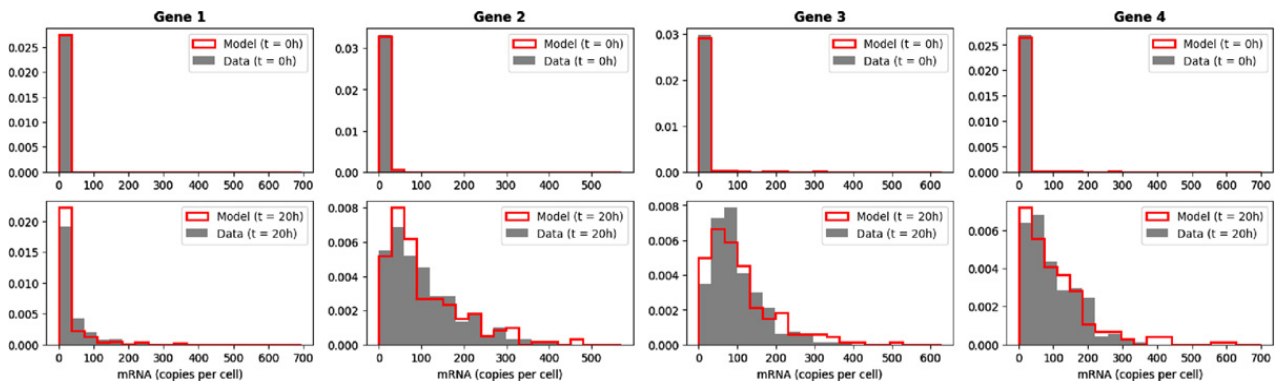 Gene 1 Gene 2 Gene 3 Gene 4
0.025
0.020
0.015
0.010
0.005
0.000
Model (t = 0h)
Data (t = 0h)
0 100 200 300 400 500 600 700
0.03
0.02
0.01
0.00
Model (t = 0h)
Data (t = 0h)
0 100 200 300 400 500
0.03
0.02
0.01
0.00
Model (t = 0h)
Data (t = 0h)
0 100 200 300 400 500 600
0.025
0.020
0.015
0.010
0.005
0.000
Model (t = 0h)
Data (t = 0h)
0 100 200 300 400 500 600 700
0.020
0.015
0.010
0.005
0.000
Model (t = 20h)
Data (t = 20h)
0 100 200 300 400 500 600 700
mRNA (copies per cell)
0.008
0.006
0.004
0.002
0.000
Model (t = 20h)
Data (t = 20h)
0 100 200 300 400 500
mRNA (copies per cell)
0.008
0.006
0.004
0.002
0.000
Model (t = 20h)
Data (t = 20h)
0 100 200 300 400 500 600
mRNA (copies per cell)
0.006
0.004
0.002
0.000
Model (t = 20h)
Data (t = 20h)
0 100 200 300 400 500 600 700
mRNA (copies per cell)